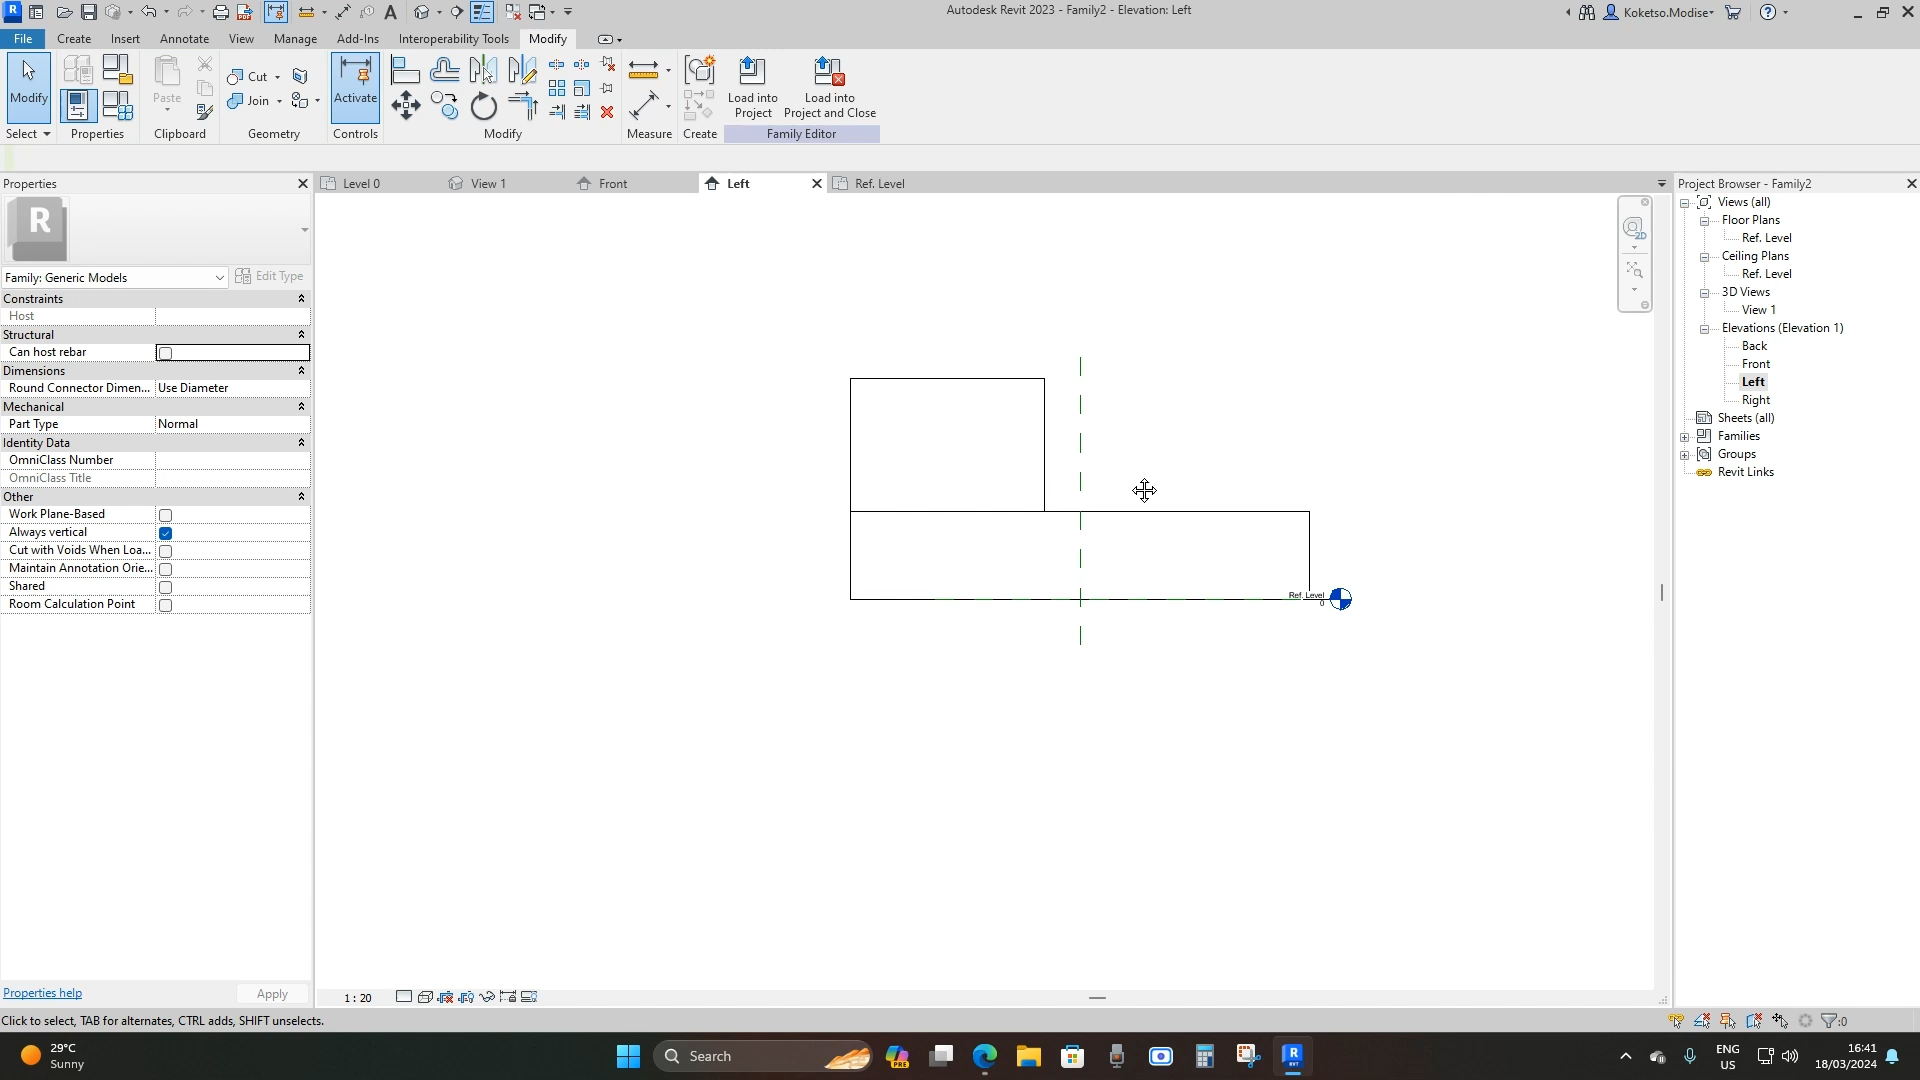 Autodesk Revit 2023 - Family2 - Elevation: Left
Koketso.Modise
File Create Insert Annotate View Manage Add-Ins Interoperability Tools Modify
Modify
Paste
Cut
Join
Activate
Load into Project
Load into Project and Close
Select Properties Clipboard Geometry Controls Modify Measure Create Family Editor
Properties
R
Family: Generic Models
Edit Type
Constraints
Host
Structural
Can host rebar
Dimensions
Round Connector Dimen... Use Diameter
Mechanical
Part Type Normal
Identity Data
OmniClass Number
OmniClass Title
Other
Work Plane-Based
Always vertical
Cut with Voids When Loa...
Maintain Annotation Orie...
Shared
Room Calculation Point
Properties help
Apply
Level 0 View 1 Front Left Ref. Level
2D
Ref. Level
0
1 : 20
Project Browser - Family2
Views (all)
Floor Plans
Ref. Level
Ceiling Plans
Ref. Level
3D Views
View 1
Elevations (Elevation 1)
Back
Front
Left
Right
Sheets (all)
Families
Groups
Revit Links
Click to select, TAB for alternates, CTRL adds, SHIFT unselects.
:0
29°C
Sunny
Search
PRE
R
RVT
ENG
US
16:41
18/03/2024